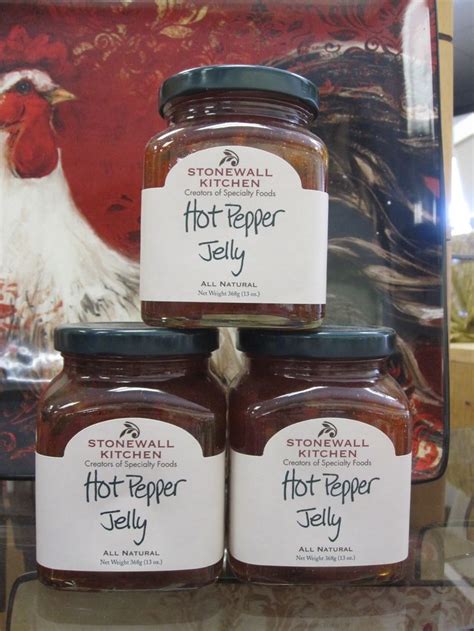 STONEWALL
KITCHEN
Creators of Specialty Foods
Hot Pepper
Jelly
ALL NATURAL
Net Weight 368g (13 oz.)
STONEWALL
KITCHEN
Creators of Specialty Foods
Hot Pepper
Jelly
ALL NATURAL
Net Weight 368g (13 oz.)
STONEWALL
KITCHEN
Creators of Specialty Foods
Hot Pepper
Jelly
ALL NATURAL
Net Weight 368g (13 oz.)